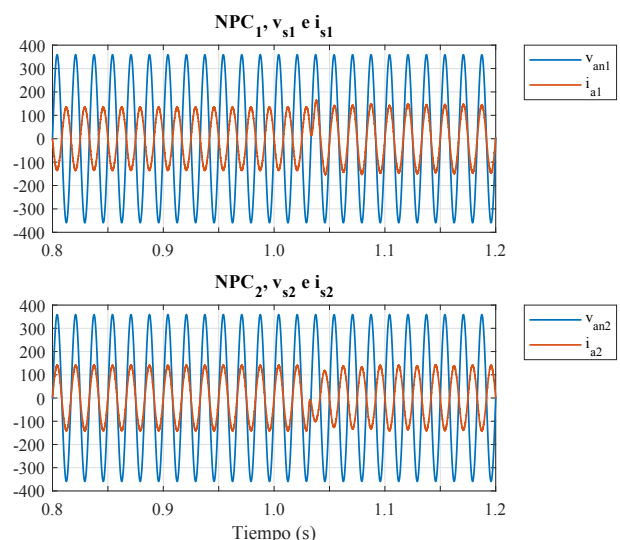 NPC1, vs1 e is1
400
300
200
100
0
-100
-200
-300
-400
0.8 0.9 1.0 1.1 1.2
van1
ia1
NPC2, vs2 e is2
400
300
200
100
0
-100
-200
-300
-400
0.8 0.9 1.0 1.1 1.2
Tiempo (s)
van2
ia2